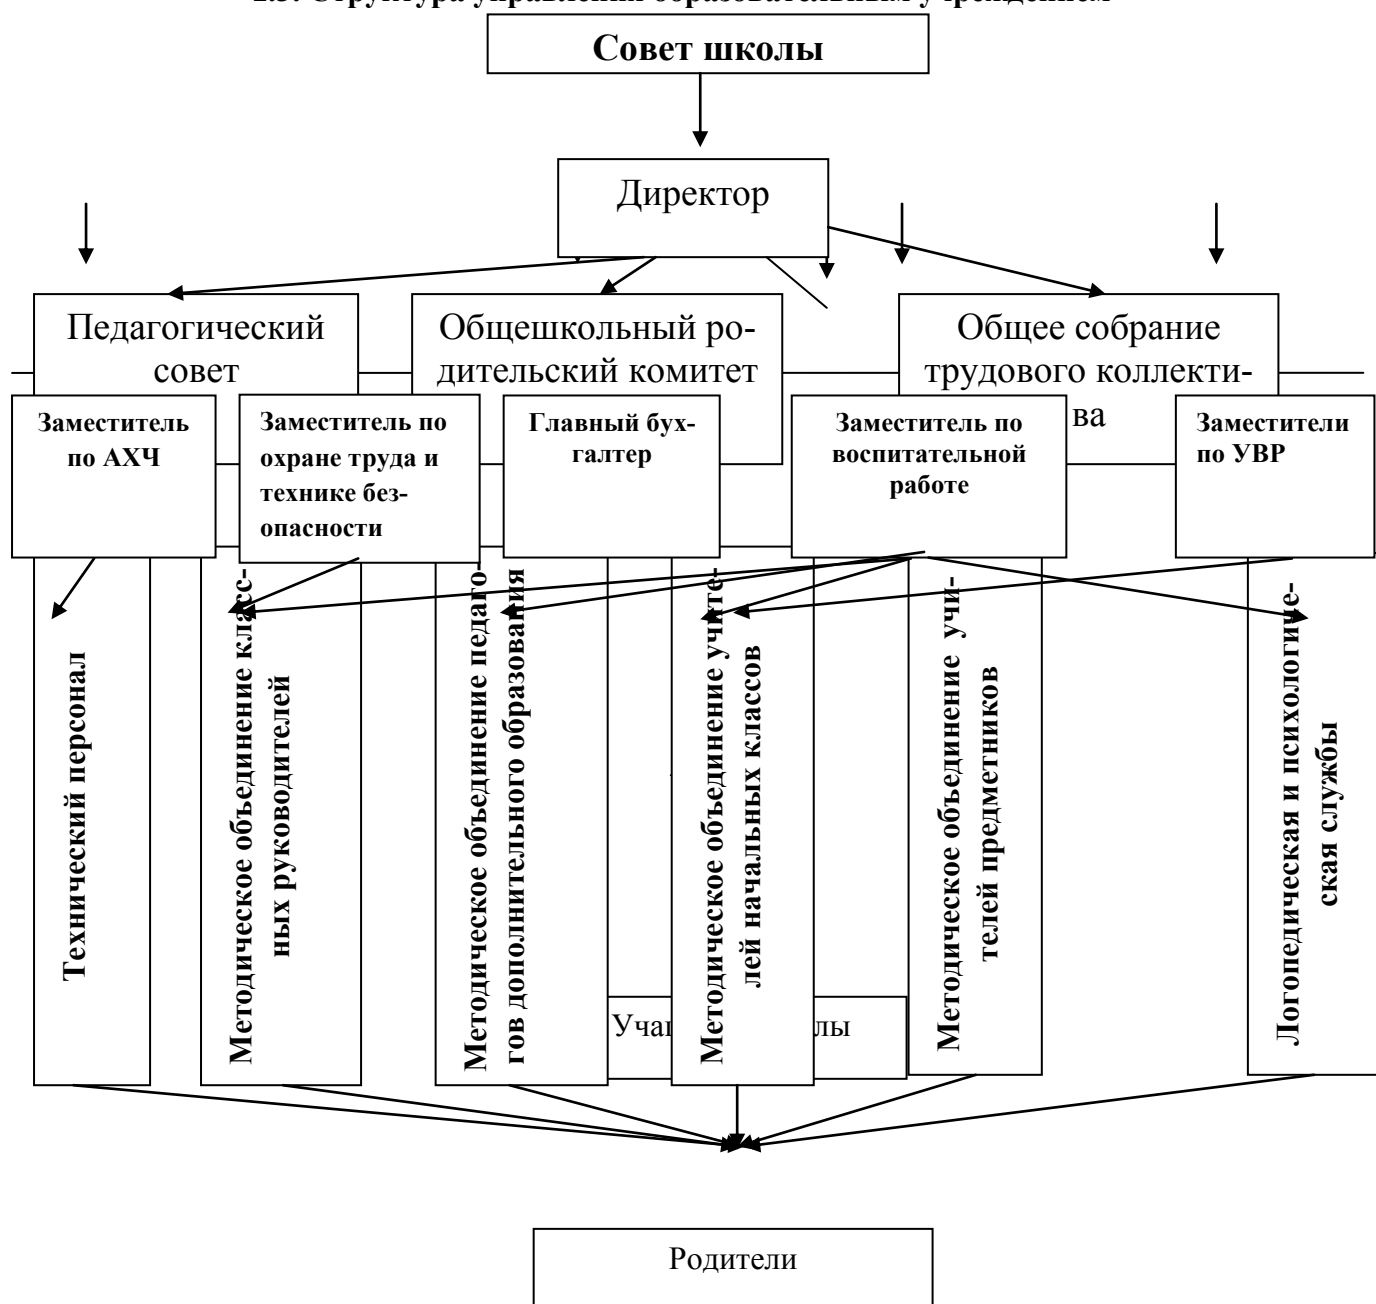 Совет школы
Директор
Педагогический
совет
Общешкольный ро-
дительский комитет
Общее собрание
трудового коллекти-
ва
Заместитель
по АХЧ
Заместитель по
охране труда и
технике без-
опасности
Главный бух-
галтер
Заместитель по
воспитательной
работе
Заместители
по УВР
Технический персонал
Методическое объединение класс-
ных руководителей
Методическое объединение педаго-
гов дополнительного образования
Методическое объединение учите-
лей начальных классов
Методическое объединение учи-
телей предметников
Логопедическая и психологиче-
ская службы
Родители